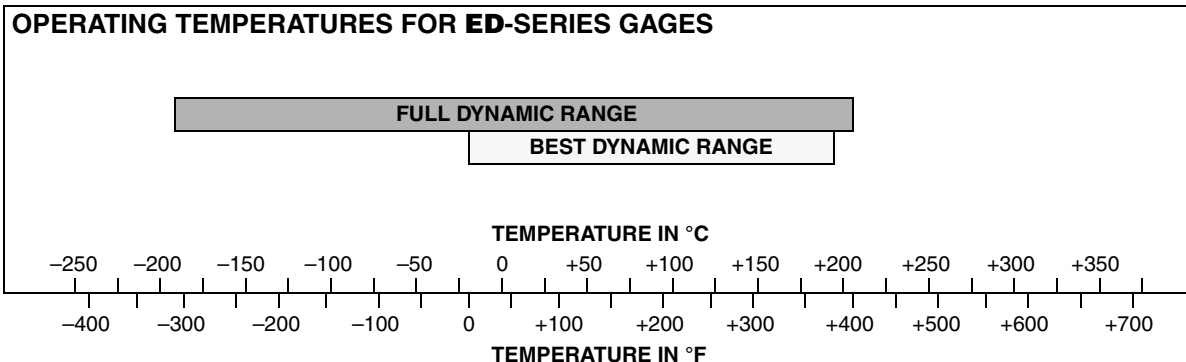 OPERATING TEMPERATURES FOR ED-SERIES GAGES
FULL DYNAMIC RANGE
BEST DYNAMIC RANGE
TEMPERATURE IN °C
–250 –200 –150 –100 –50 0 +50 +100 +150 +200 +250 +300 +350
–400 –300 –200 –100 0 +100 +200 +300 +400 +500 +600 +700
TEMPERATURE IN °F